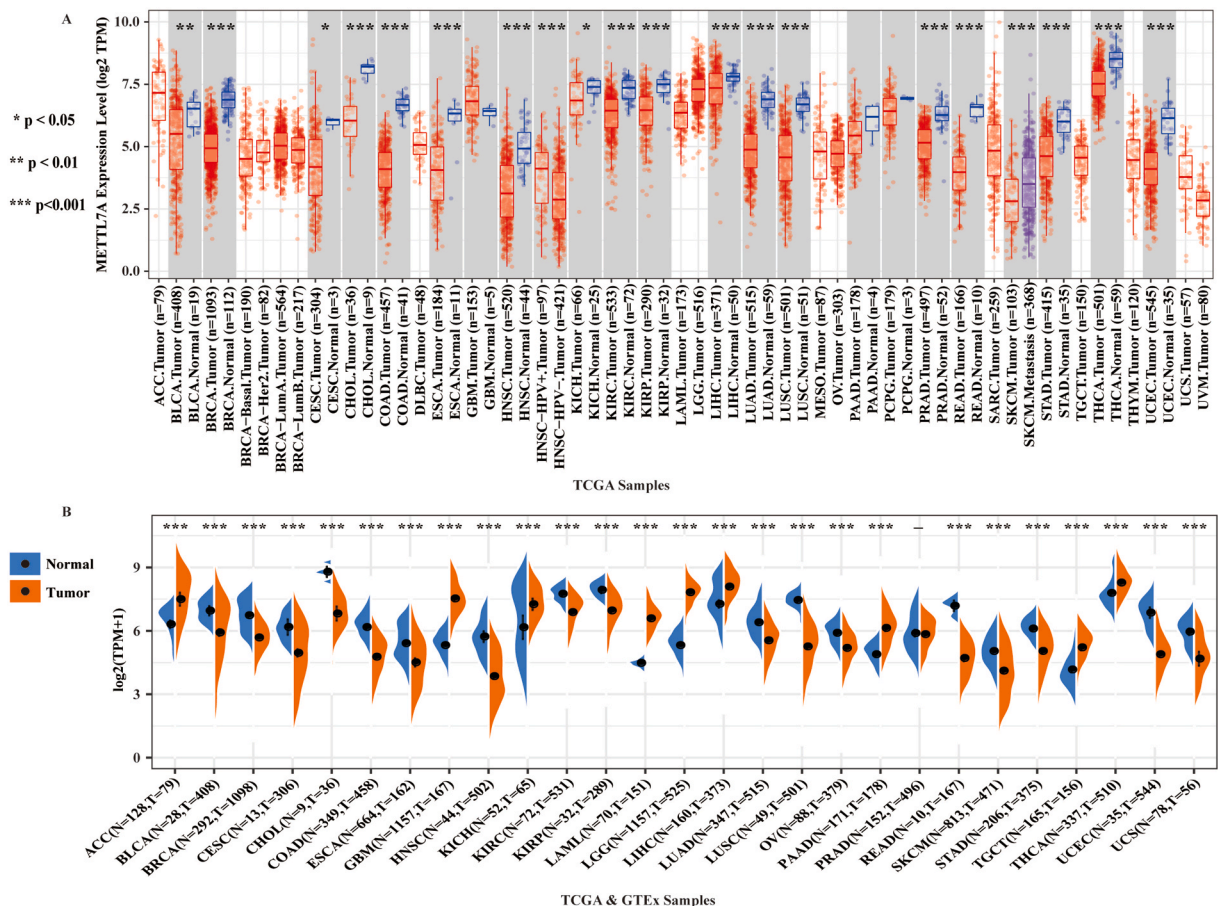 A
METTL7A Expression Level (log2 TPM)
10.0
7.5
5.0
2.5
0.0
* p < 0.05
** p < 0.01
*** p<0.001
** *** * *** *** *** *** *** * *** *** *** *** *** *** *** *** *** *** ***
ACC.Tumor (n=79)
BLCA.Tumor (n=408)
BLCA.Normal (n=19)
BRCA.Tumor (n=1093)
BRCA.Normal (n=112)
BRCA-Basal.Tumor (n=190)
BRCA-Her2.Tumor (n=82)
BRCA-LumA.Tumor (n=564)
BRCA-LumB.Tumor (n=217)
CESC.Tumor (n=304)
CESC.Normal (n=3)
CHOL.Tumor (n=36)
CHOL.Normal (n=9)
COAD.Tumor (n=457)
COAD.Normal (n=41)
DLBC.Tumor (n=48)
ESCA.Tumor (n=184)
ESCA.Normal (n=11)
GBM.Tumor (n=153)
GBM.Normal (n=5)
HNSC.Tumor (n=520)
HNSC.Normal (n=44)
HNSC-HPV+.Tumor (n=97)
HNSC-HPV-.Tumor (n=421)
KICH.Tumor (n=66)
KICH.Normal (n=25)
KIRC.Tumor (n=533)
KIRC.Normal (n=72)
KIRP.Tumor (n=290)
KIRP.Normal (n=32)
LAML.Tumor (n=173)
LGG.Tumor (n=516)
LIHC.Tumor (n=371)
LIHC.Normal (n=50)
LUAD.Tumor (n=515)
LUAD.Normal (n=59)
LUSC.Tumor (n=501)
LUSC.Normal (n=51)
MESO.Tumor (n=87)
OV.Tumor (n=303)
PAAD.Tumor (n=178)
PAAD.Normal (n=4)
PCPG.Tumor (n=179)
PCPG.Normal (n=3)
PRAD.Tumor (n=497)
PRAD.Normal (n=52)
READ.Tumor (n=166)
READ.Normal (n=10)
SARC.Tumor (n=259)
SKCM.Tumor (n=103)
SKCM.Metastasis (n=368)
STAD.Tumor (n=415)
STAD.Normal (n=35)
TGCT.Tumor (n=150)
THCA.Tumor (n=501)
THCA.Normal (n=59)
THYM.Tumor (n=120)
UCEC.Tumor (n=545)
UCEC.Normal (n=35)
UCS.Tumor (n=57)
UVM.Tumor (n=80)
TCGA Samples
B
Normal
Tumor
log2(TPM+1)
9
6
3
0
*** *** *** *** *** *** *** *** *** *** *** *** *** *** *** *** *** *** *** – *** *** *** *** *** *** ***
ACC(N=128,T=79)
BLCA(N=28,T=408)
BRCA(N=292,T=1098)
CESC(N=13,T=306)
CHOL(N=9,T=36)
COAD(N=349,T=458)
ESCA(N=664,T=162)
GBM(N=1157,T=167)
HNSC(N=44,T=502)
KICH(N=52,T=65)
KIRC(N=72,T=531)
KIRP(N=32,T=289)
LAML(N=70,T=151)
LGG(N=1157,T=525)
LIHC(N=160,T=373)
LUAD(N=347,T=515)
LUSC(N=49,T=501)
OV(N=88,T=379)
PAAD(N=171,T=178)
PRAD(N=152,T=496)
READ(N=10,T=167)
SKCM(N=813,T=471)
STAD(N=206,T=375)
TGCT(N=165,T=156)
THCA(N=337,T=510)
UCEC(N=35,T=544)
UCS(N=78,T=56)
TCGA & GTEx Samples